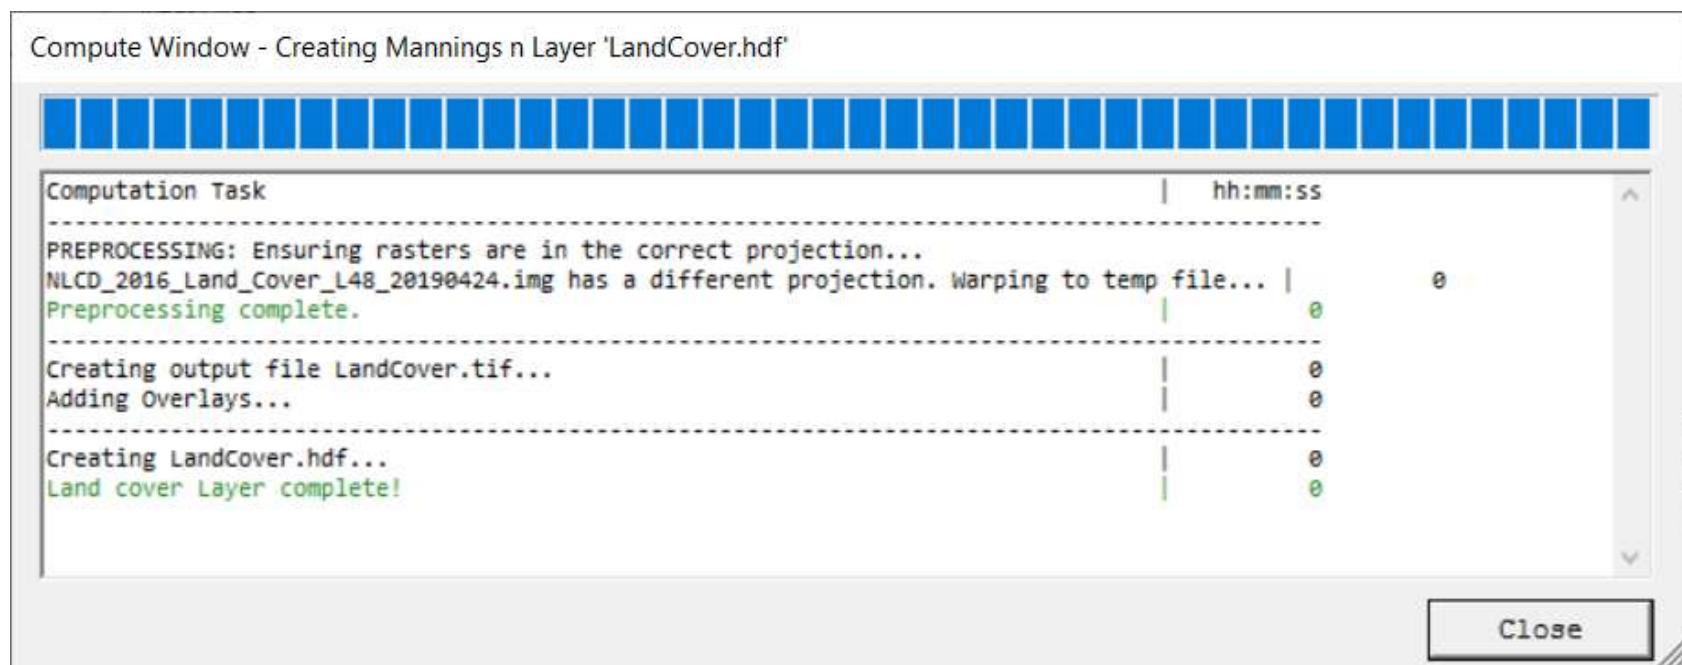 Compute Window - Creating Mannings n Layer 'LandCover.hdf'
Computation Task | hh:mm:ss
--------------------------------------------------------------------------------------------
PREPROCESSING: Ensuring rasters are in the correct projection...
NLCD_2016_Land_Cover_L48_20190424.img has a different projection. Warping to temp file... | 0
Preprocessing complete. | 0
--------------------------------------------------------------------------------------------
Creating output file LandCover.tif... | 0
Adding Overlays... | 0
--------------------------------------------------------------------------------------------
Creating LandCover.hdf... | 0
Land cover Layer complete! | 0
Close